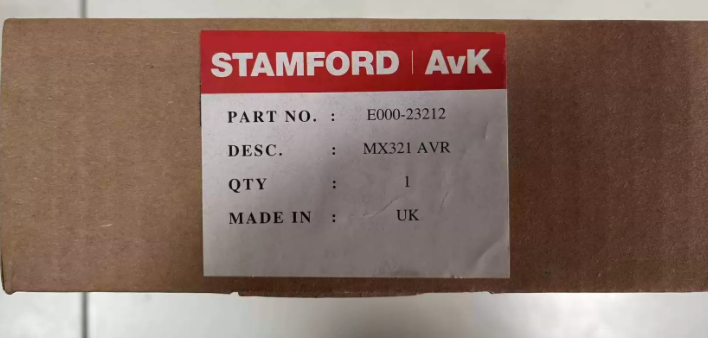 STAMFORD | AvK
PART NO. : E000-23212
DESC. : MX321 AVR
QTY : 1
MADE IN : UK